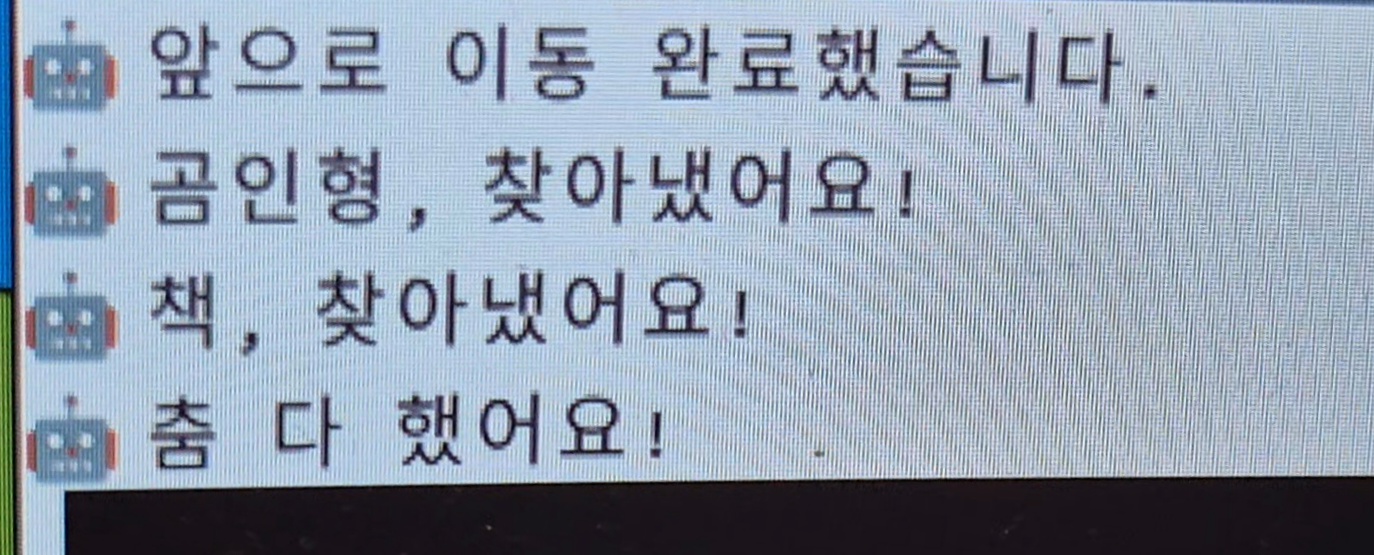 🤖 앞으로 이동 완료했습니다.
🤖 곰인형, 찾아냈어요!
🤖 책, 찾아냈어요!
🤖 춤 다 했어요!